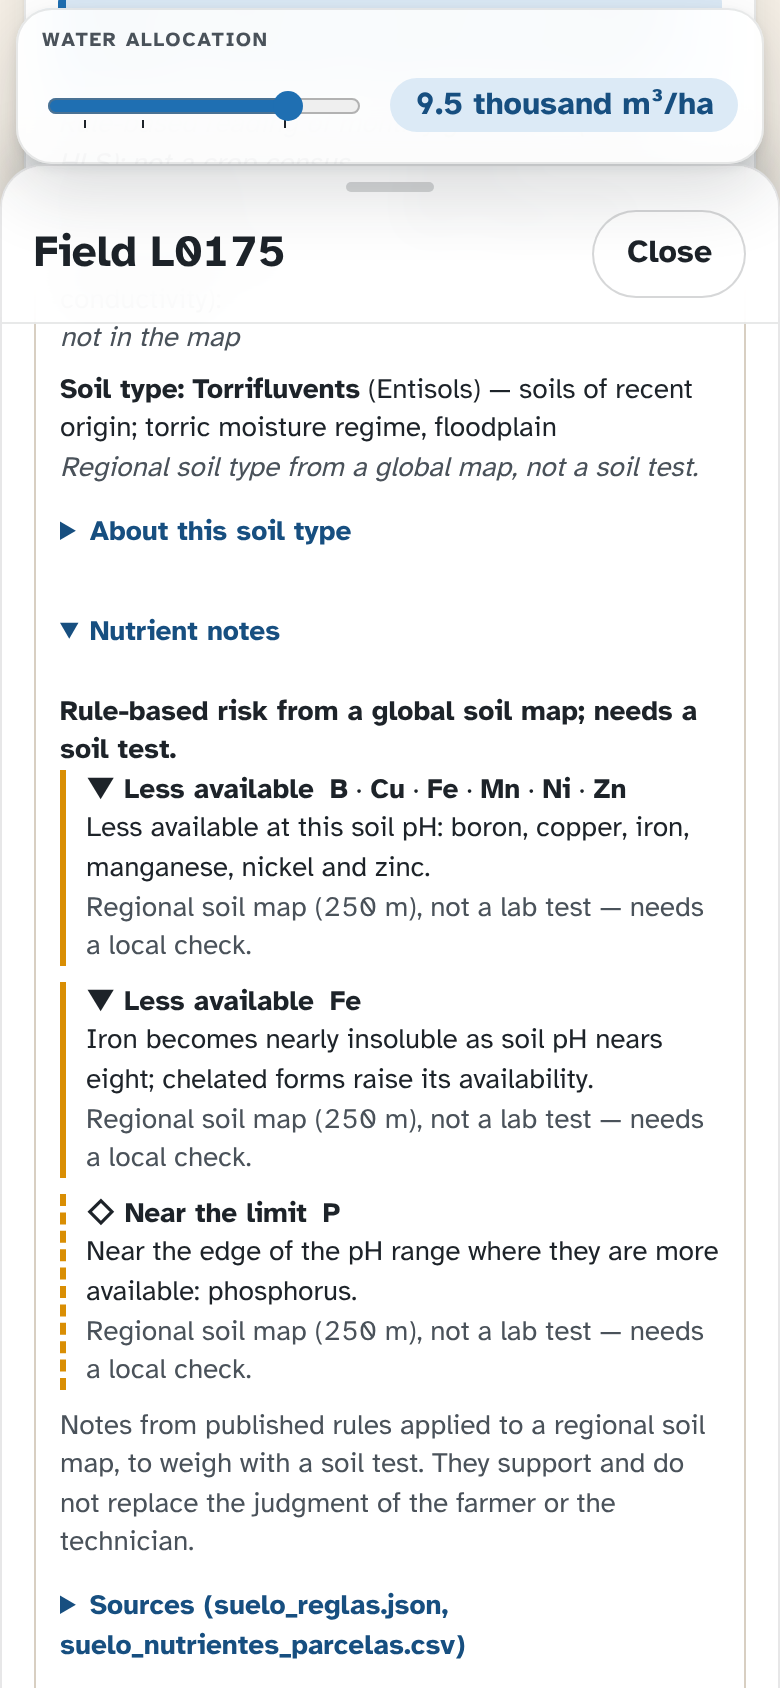 WATER ALLOCATION
9.5 thousand m³/ha
HLS); not a crop census
Field L0175
Close
conductivity).
not in the map
Soil type: Torrifluvents (Entisols) — soils of recent
origin; torric moisture regime, floodplain
Regional soil type from a global map, not a soil test.
▶ About this soil type
▼ Nutrient notes
Rule-based risk from a global soil map; needs a
soil test.
▼ Less available B · Cu · Fe · Mn · Ni · Zn
Less available at this soil pH: boron, copper, iron,
manganese, nickel and zinc.
Regional soil map (250 m), not a lab test — needs
a local check.
▼ Less available Fe
Iron becomes nearly insoluble as soil pH nears
eight; chelated forms raise its availability.
Regional soil map (250 m), not a lab test — needs
a local check.
◇ Near the limit P
Near the edge of the pH range where they are more
available: phosphorus.
Regional soil map (250 m), not a lab test — needs
a local check.
Notes from published rules applied to a regional soil
map, to weigh with a soil test. They support and do
not replace the judgment of the farmer or the
technician.
▶ Sources (suelo_reglas.json,
suelo_nutrientes_parcelas.csv)